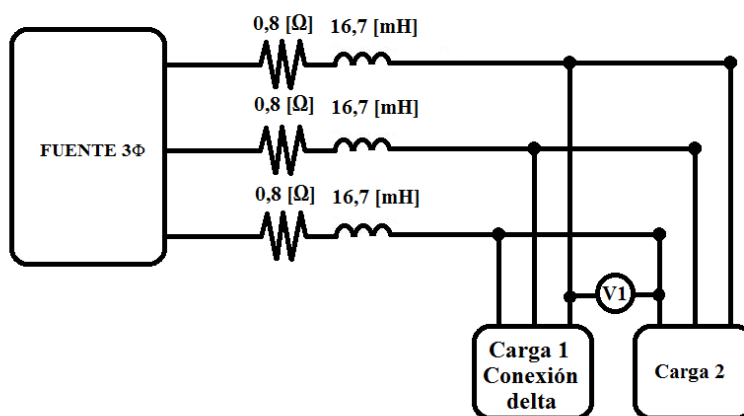 0,8 [Ω] 16,7 [mH]
0,8 [Ω] 16,7 [mH]
FUENTE 3Φ
0,8 [Ω] 16,7 [mH]
V1
Carga 1
Conexión
delta
Carga 2